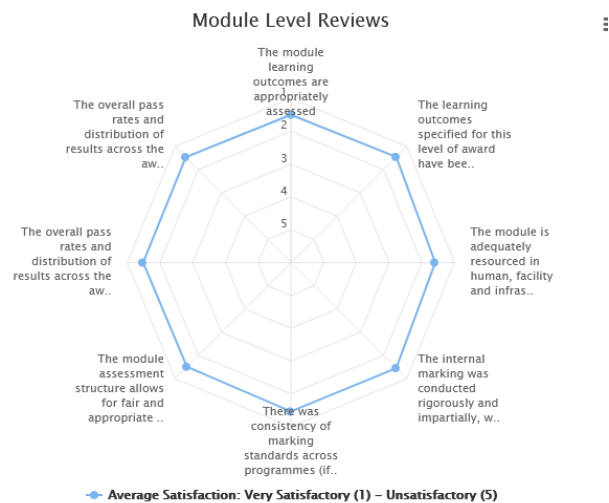 Module Level Reviews
The module
learning
outcomes are
appropriately
assessed
The learning
outcomes
specified for this
level of award
have bee..
The module is
adequately
resourced in
human, facility
and infras..
The internal
marking was
conducted
rigorously and
impartially, w..
There was
consistency of
marking
standards across
programmes (if..
The module
assessment
structure allows
for fair and
appropriate ..
The overall pass
rates and
distribution of
results across the
aw..
The overall pass
rates and
distribution of
results across the
aw..
1
2
3
4
5
Average Satisfaction: Very Satisfactory (1) – Unsatisfactory (5)